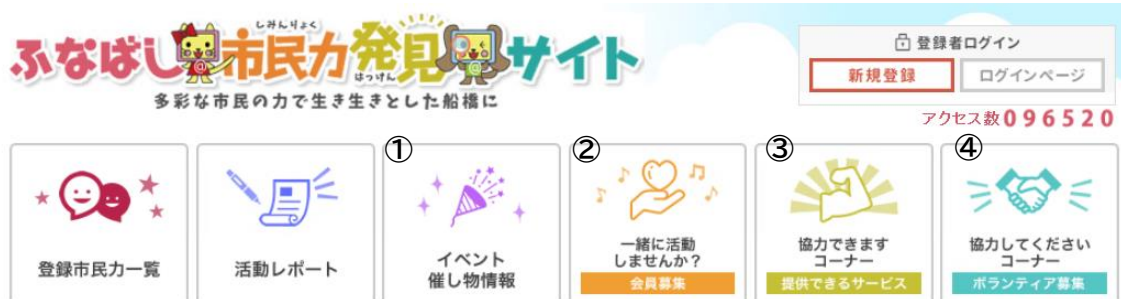 しみんりょく
ふなばし市民力発見サイト
はっけん
多彩な市民の力で生き生きとした船橋に
登録者ログイン
新規登録
ログインページ
アクセス数096520
登録市民力一覧
活動レポート
①
イベント
催し物情報
②
一緒に活動
しませんか？
会員募集
③
協力できます
コーナー
提供できるサービス
④
協力してください
コーナー
ボランティア募集